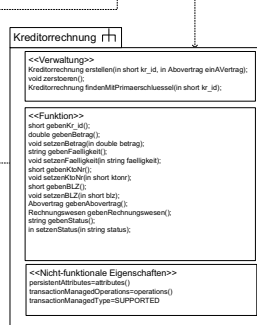 Kreditorrechnung
<<Verwaltung>>
Kreditorrechnung erstellen(in short kr_id, in Abovertrag einAVertrag);
void zerstoeren();
Kreditorrechnung findenMitPrimaerschluessel(in short kr_id);
<<Funktion>>
short gebenKr_id();
double gebenBetrag();
void setzenBetrag(in double betrag);
string gebenFaelligkeit();
void setzenFaelligkeit(in string faelligkeit);
short gebenKtoNr();
void setzenKtoNr(in short ktonr);
short gebenBLZ();
void setzenBLZ(in short blz);
Abovertrag gebenAbovertrag();
Rechnungswesen gebenRechnungswesen();
string gebenStatus();
in setzenStatus(in string status);
<<Nicht-funktionale Eigenschaften>>
persistentAttributes=attributes()
transactionManagedOperations=operations()
transactionManagedType=SUPPORTED